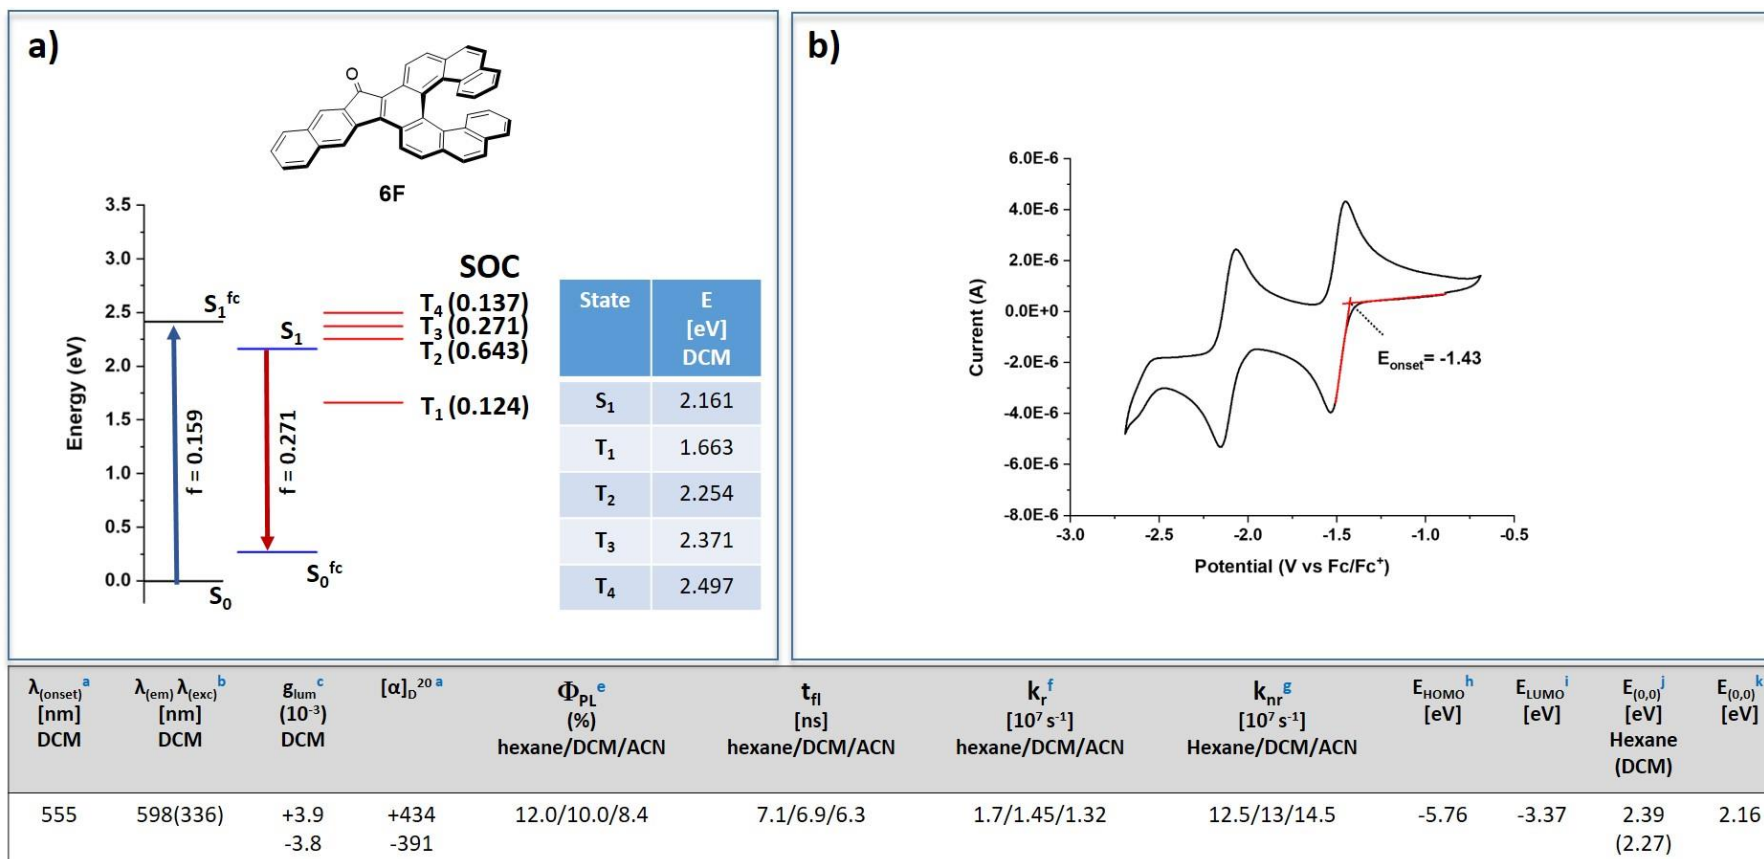 a)
O
6F
3.5
3.0
2.5
2.0
1.5
1.0
0.5
0.0
Energy (eV)
S₁ᶠᶜ
S₀
f = 0.159
S₁
S₀ᶠᶜ
f = 0.271
SOC
T₄ (0.137)
T₃ (0.271)
T₂ (0.643)
T₁ (0.124)
State E [eV] DCM
S₁ 2.161
T₁ 1.663
T₂ 2.254
T₃ 2.371
T₄ 2.497
b)
6.0E-6
4.0E-6
2.0E-6
0.0E+0
-2.0E-6
-4.0E-6
-6.0E-6
-8.0E-6
Current (A)
Eonset= -1.43
-3.0 -2.5 -2.0 -1.5 -1.0 -0.5
Potential (V vs Fc/Fc⁺)
λ(onset)ᵃ [nm] DCM
λ(em) λ(exc)ᵇ [nm] DCM
glumᶜ (10⁻³) DCM
[α]D²⁰ ᵃ
ΦPLᵉ (%) hexane/DCM/ACN
tfl [ns] hexane/DCM/ACN
krᶠ [10⁷ s⁻¹] hexane/DCM/ACN
knrᵍ [10⁷ s⁻¹] Hexane/DCM/ACN
EHOMOʰ [eV]
ELUMOⁱ [eV]
E(0,0)ʲ [eV] Hexane (DCM)
E(0,0)ᵏ [eV]
555 598(336) +3.9 +434 12.0/10.0/8.4 7.1/6.9/6.3 1.7/1.45/1.32 12.5/13/14.5 -5.76 -3.37 2.39 2.16
-3.8 -391 (2.27)